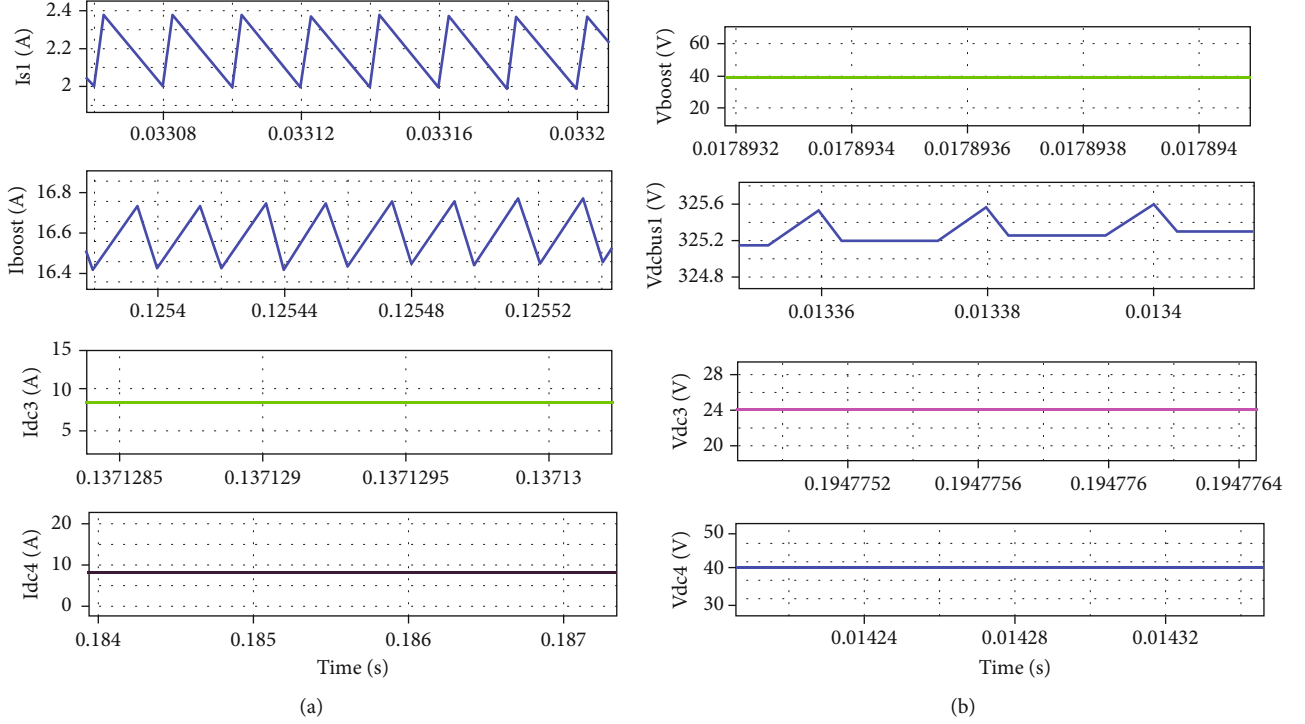 Is1 (A)
2.4
2.2
2
0.03308 0.03312 0.03316 0.0332
Iboost (A)
16.8
16.6
16.4
0.1254 0.12544 0.12548 0.12552
Idc3 (A)
15
10
5
0.1371285 0.137129 0.1371295 0.13713
Idc4 (A)
20
10
0
0.184 0.185 0.186 0.187
Time (s)
(a)
Vboost (V)
60
40
20
0.0178932 0.0178934 0.0178936 0.0178938 0.017894
Vdcbus1 (V)
325.6
325.2
324.8
0.01336 0.01338 0.0134
Vdc3 (V)
28
24
20
0.1947752 0.1947756 0.194776 0.1947764
Vdc4 (V)
50
40
30
0.01424 0.01428 0.01432
Time (s)
(b)